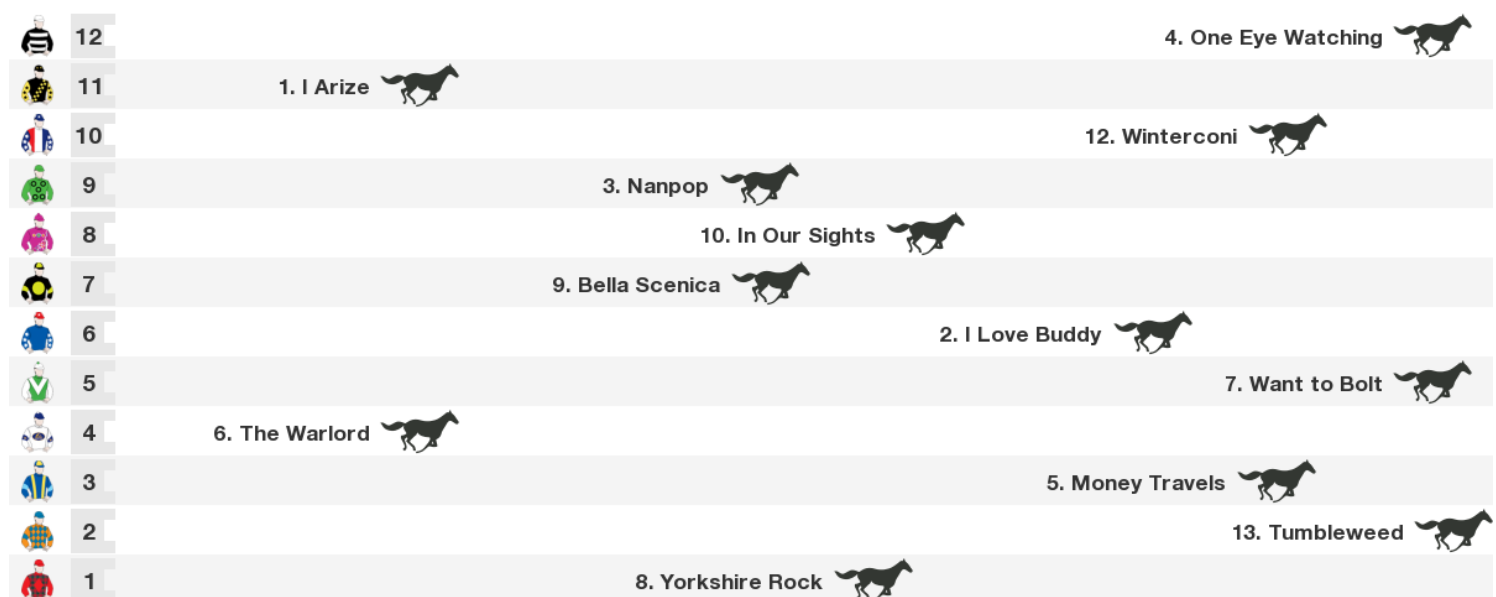 12 4. One Eye Watching
11 1. I Arize
10 12. Winterconi
9 3. Nanpop
8 10. In Our Sights
7 9. Bella Scenica
6 2. I Love Buddy
5 7. Want to Bolt
4 6. The Warlord
3 5. Money Travels
2 13. Tumbleweed
1 8. Yorkshire Rock